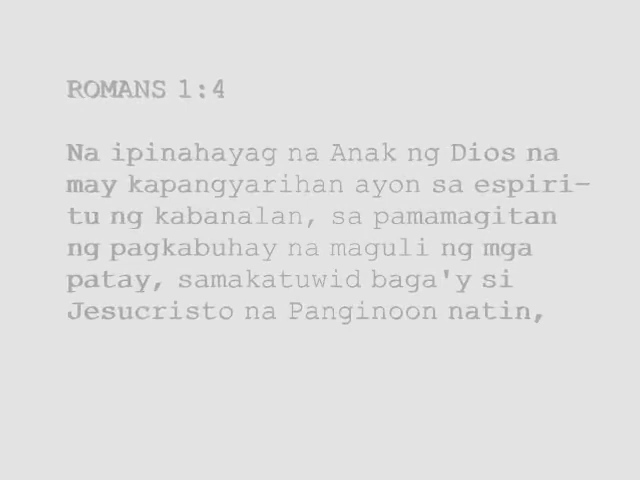 ROMANS 1:4
Na ipinahayag na Anak ng Dios na
may kapangyarihan ayon sa espiri-
tu ng kabanalan, sa pamamagitan
ng pagkabuhay na maguli ng mga
patay, samakatuwid baga'y si
Jesucristo na Panginoon natin,